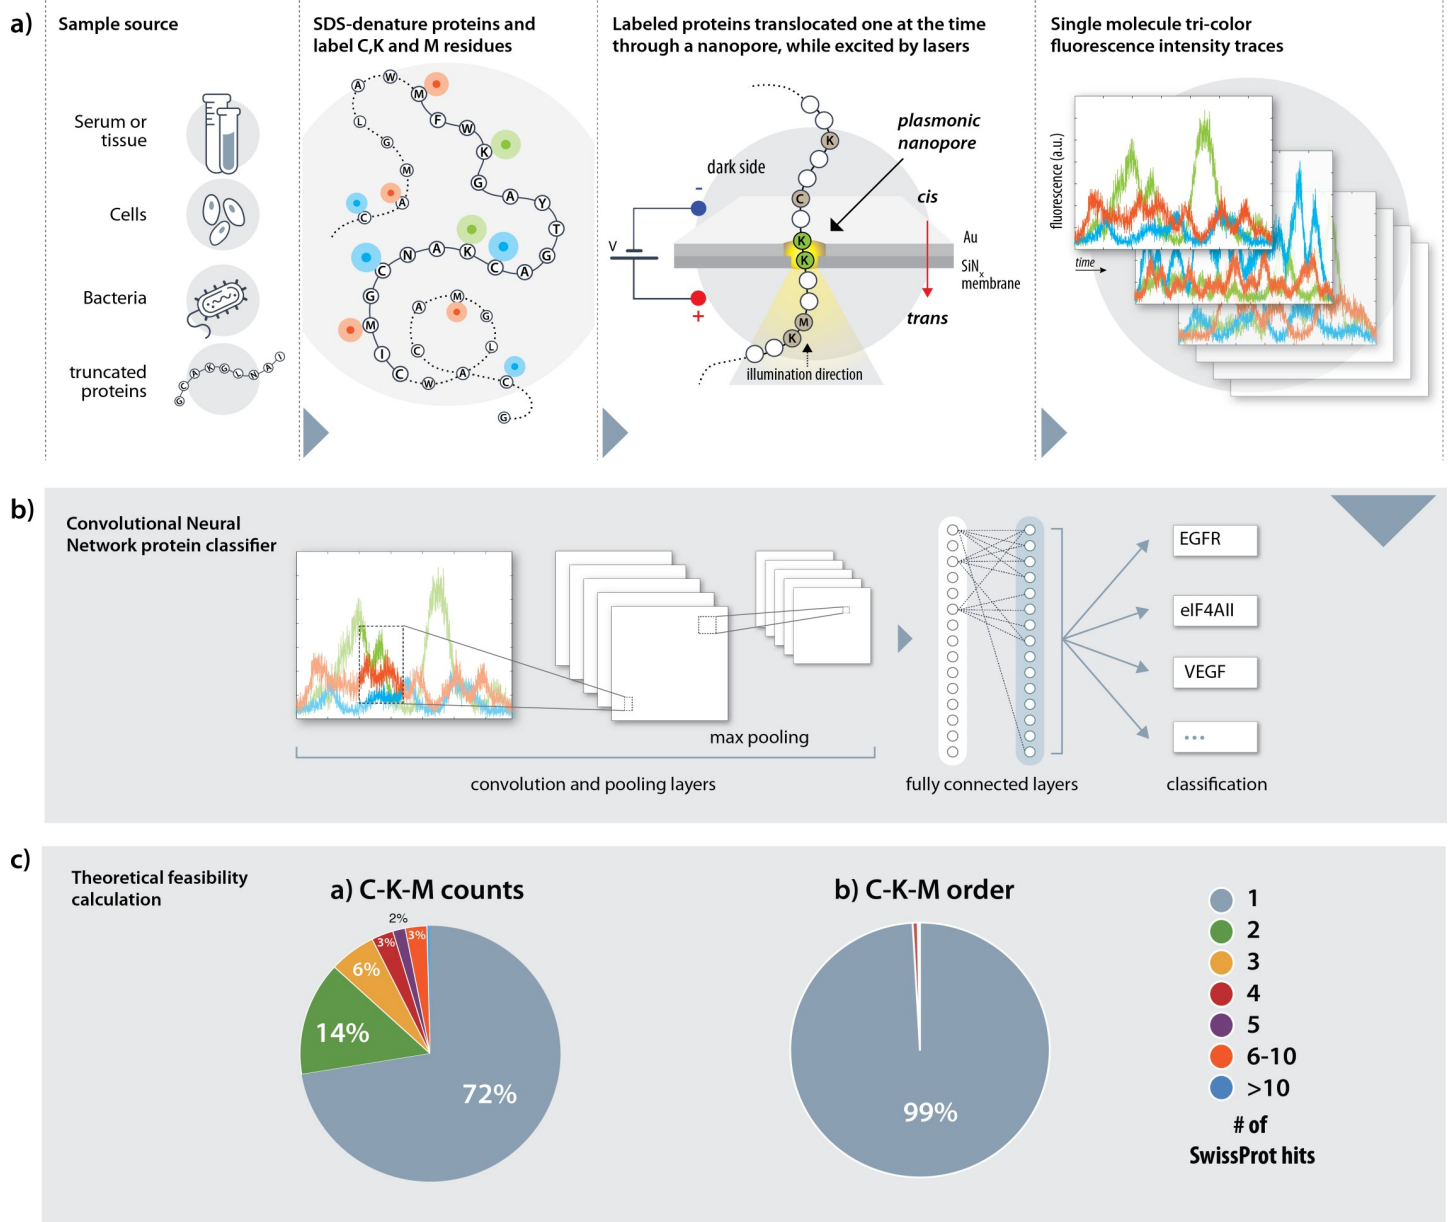 a)
Sample source
Serum or
tissue
Cells
Bacteria
truncated
proteins
G C A K G L N A I
SDS-denature proteins and
label C,K and M residues
A W M F W K G A Y T G A C K A N C G M I C W A C G
L G M A C
A M G L C
Labeled proteins translocated one at the time
through a nanopore, while excited by lasers
dark side
plasmonic
nanopore
cis
trans
V
-
+
K
C
K
K
M
K
Au
SiNx
membrane
illumination direction
Single molecule tri-color
fluorescence intensity traces
fluorescence (a.u.)
time
b)
Convolutional Neural
Network protein classifier
max pooling
convolution and pooling layers
fully connected layers
classification
EGFR
eIF4AII
VEGF
...
c)
Theoretical feasibility
calculation
a) C-K-M counts
2%
3%
3%
6%
14%
72%
b) C-K-M order
99%
1
2
3
4
5
6-10
>10
# of
SwissProt hits